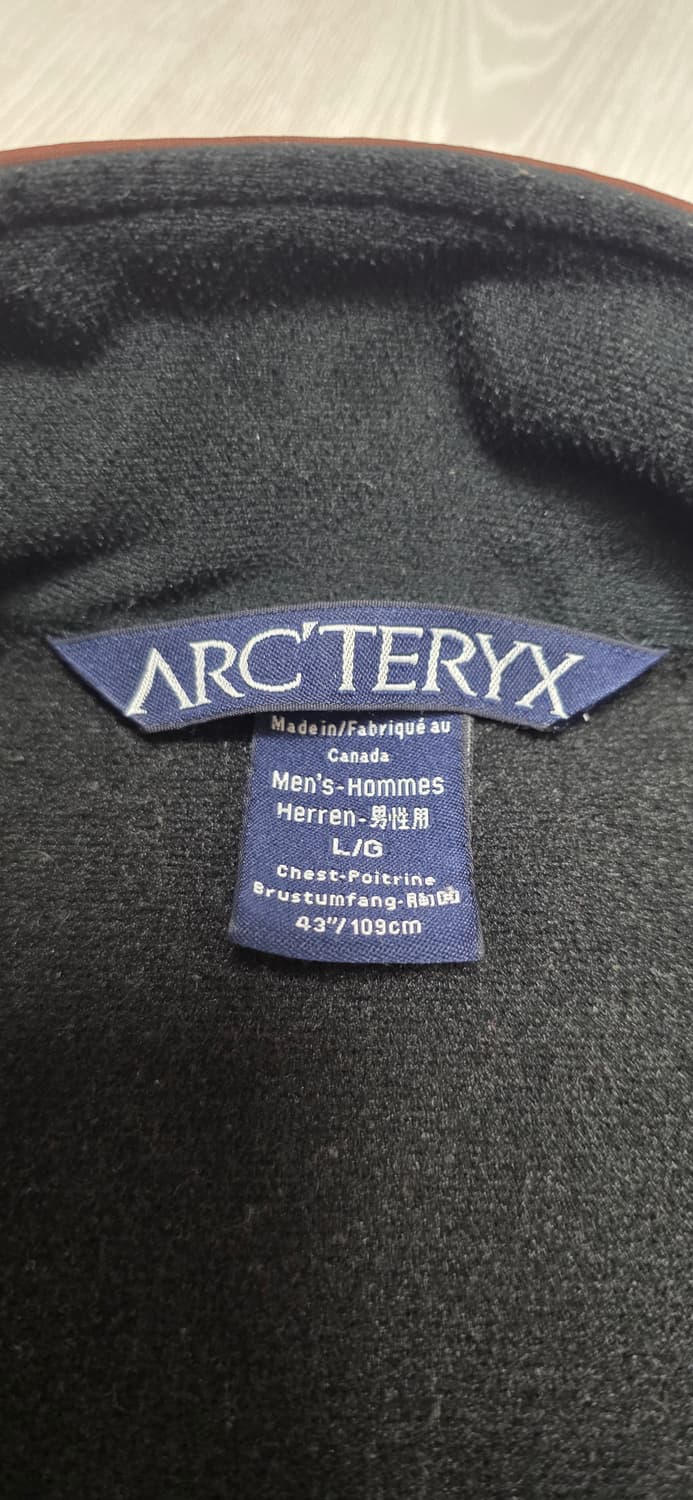 ARC'TERYX
Made in/Fabriqué au
Canada
Men's-Hommes
Herren-男性用
L/G
Chest-Poitrine
Brustumfang-胸囲
43"/109cm